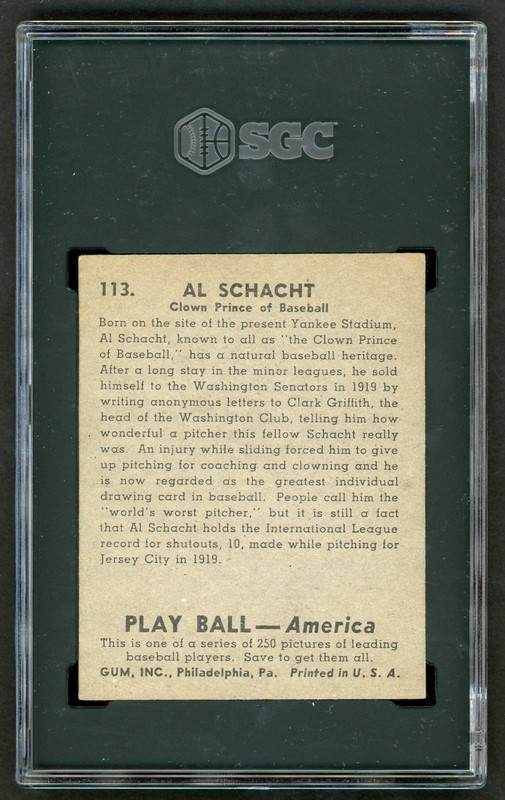 SGC
113. AL SCHACHT
Clown Prince of Baseball
Born on the site of the present Yankee Stadium,
Al Schacht, known to all as "the Clown Prince
of Baseball," has a natural baseball heritage.
After a long stay in the minor leagues, he sold
himself to the Washington Senators in 1919 by
writing anonymous letters to Clark Griffith, the
head of the Washington Club, telling him how
wonderful a pitcher this fellow Schacht really
was. An injury while sliding forced him to give
up pitching for coaching and clowning and he
is now regarded as the greatest individual
drawing card in baseball. People call him the
"world's worst pitcher," but it is still a fact
that Al Schacht holds the International League
record for shutouts, 10, made while pitching for
Jersey City in 1919.
PLAY BALL—America
This is one of a series of 250 pictures of leading
baseball players. Save to get them all.
GUM, INC., Philadelphia, Pa. Printed in U. S. A.